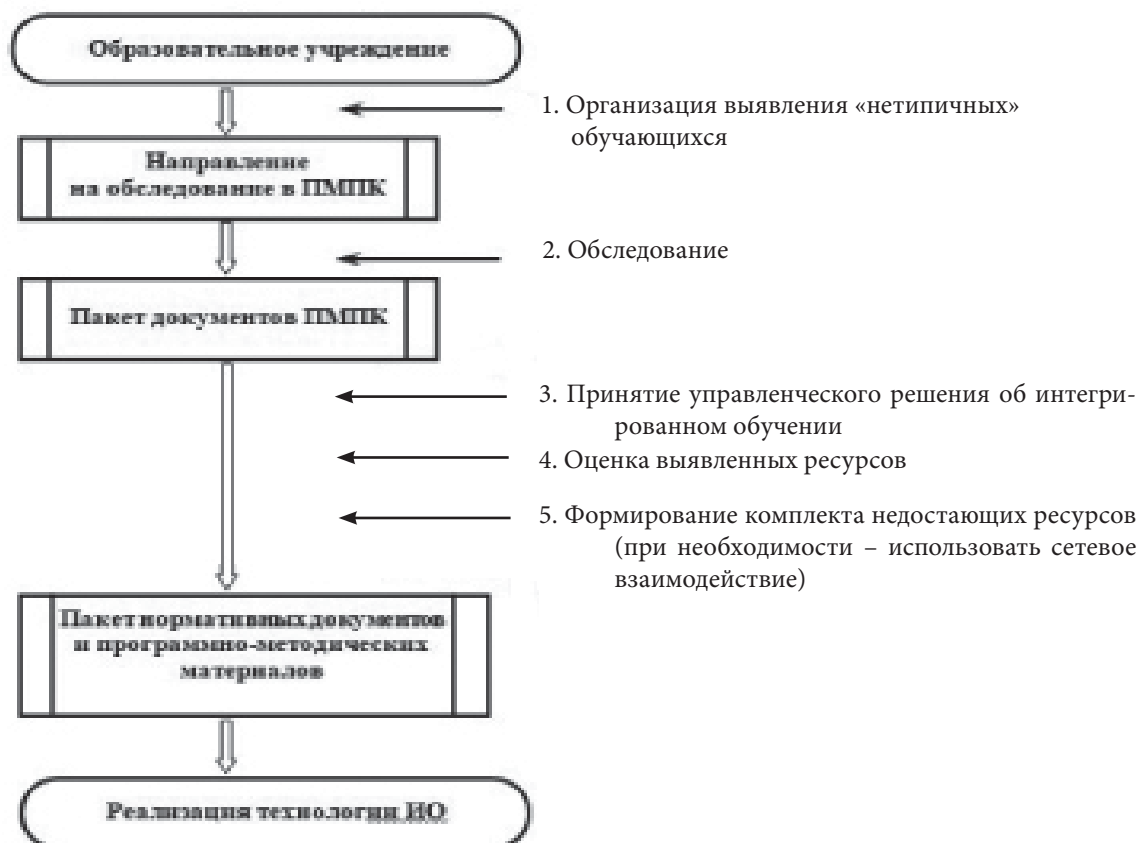 Образовательное учреждение
1. Организация выявления «нетипичных»
обучающихся
Направление
на обследование в ПМПК
2. Обследование
Пакет документов ПМПК
3. Принятие управленческого решения об интегри-
рованном обучении
4. Оценка выявленных ресурсов
5. Формирование комплекта недостающих ресурсов
(при необходимости – использовать сетевое
взаимодействие)
Пакет нормативных документов
и программно-методических
материалов
Реализация технологии ИО